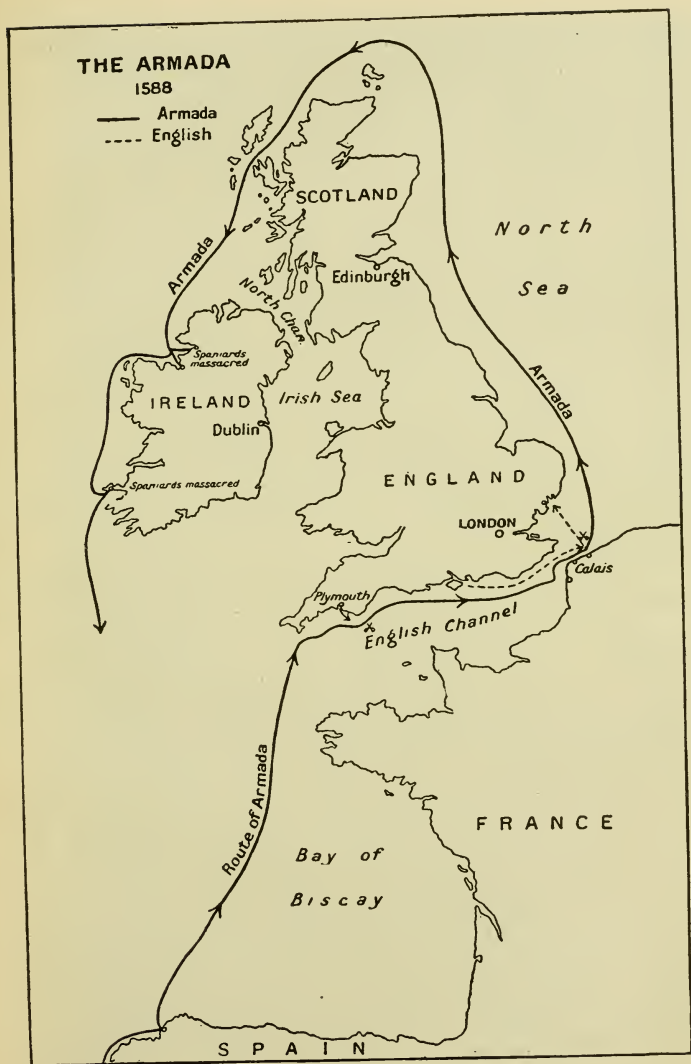 THE ARMADA
1588
Armada
English
SCOTLAND
North
Sea
Edinburgh
Armada
North Chan.
Spaniards
massacred
IRELAND
Irish Sea
Dublin
Armada
Spaniards massacred
ENGLAND
LONDON
Calais
Plymouth
English Channel
Route of Armada
FRANCE
Bay of
Biscay
SPAIN